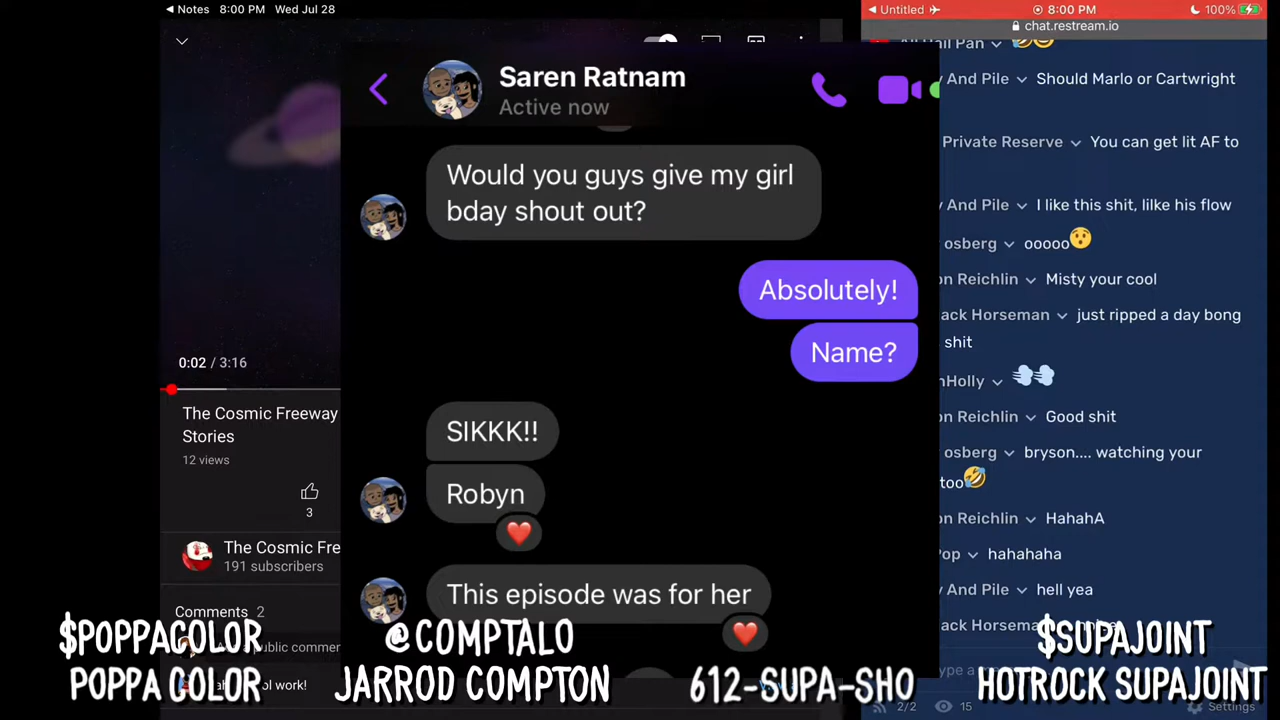 Notes 8:00 PM Wed Jul 28
Untitled 8:00 PM 100%
chat.restream.io
Saren Ratnam
Active now
Would you guys give my girl
bday shout out?
Absolutely!
Name?
SIKKK!!
Robyn
This episode was for her
0:02 / 3:16
The Cosmic Freeway
Stories
12 views
3
The Cosmic Fre
191 subscribers
Comments 2
public commen
ol work!
Pan
y And Pile Should Marlo or Cartwright
Private Reserve You can get lit AF to
y And Pile I like this shit, lilke his flow
osberg ooooo
on Reichlin Misty your cool
ack Horseman just ripped a day bong
shit
nHolly
on Reichlin Good shit
osberg bryson.... watching your
too
on Reichlin HahahA
op hahahaha
y And Pile hell yea
ack Horseman
2/2 15 Settings
$POPPACOLOR
POPPA COLOR
@COMPTALO
JARROD COMPTON
612-SUPA-SHO
$SUPAJOINT
HOTROCK SUPAJOINT